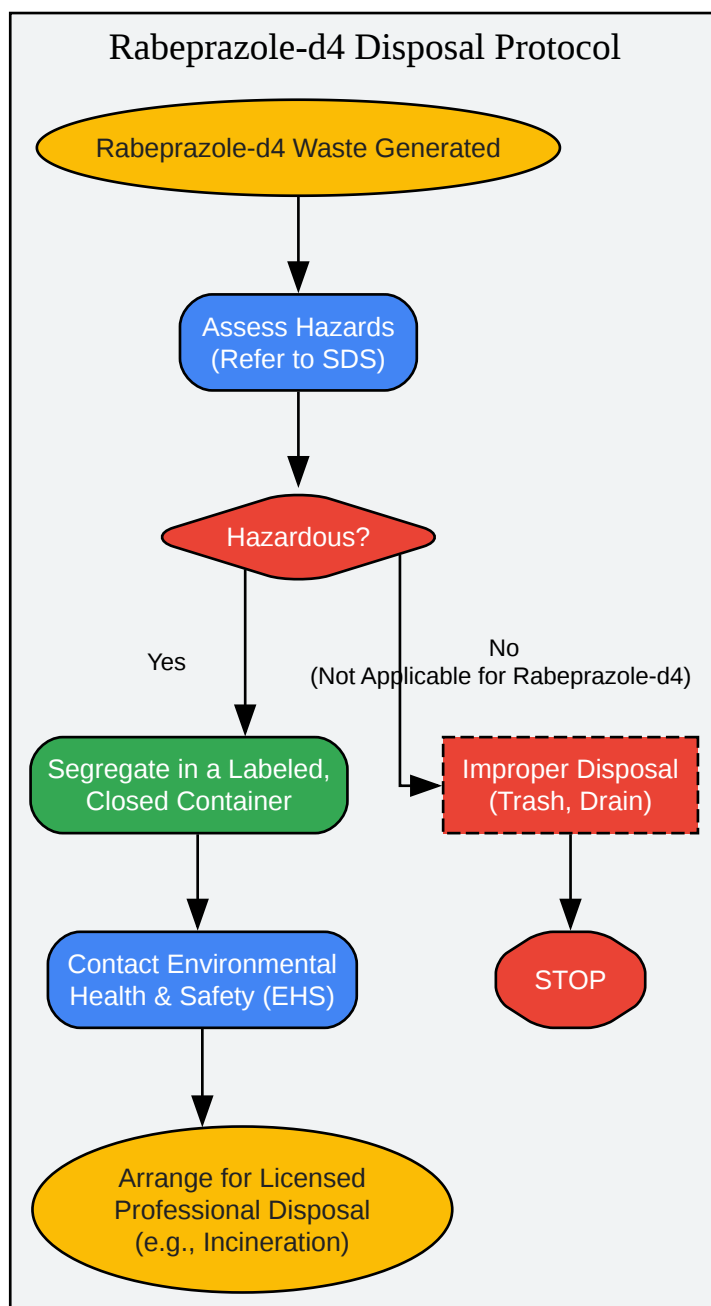 Rabeprazole-d4 Disposal Protocol
Rabeprazole-d4 Waste Generated
Assess Hazards
(Refer to SDS)
Hazardous?
Yes
No
(Not Applicable for Rabeprazole-d4)
Segregate in a Labeled,
Closed Container
Improper Disposal
(Trash, Drain)
Contact Environmental
Health & Safety (EHS)
STOP
Arrange for Licensed
Professional Disposal
(e.g., Incineration)